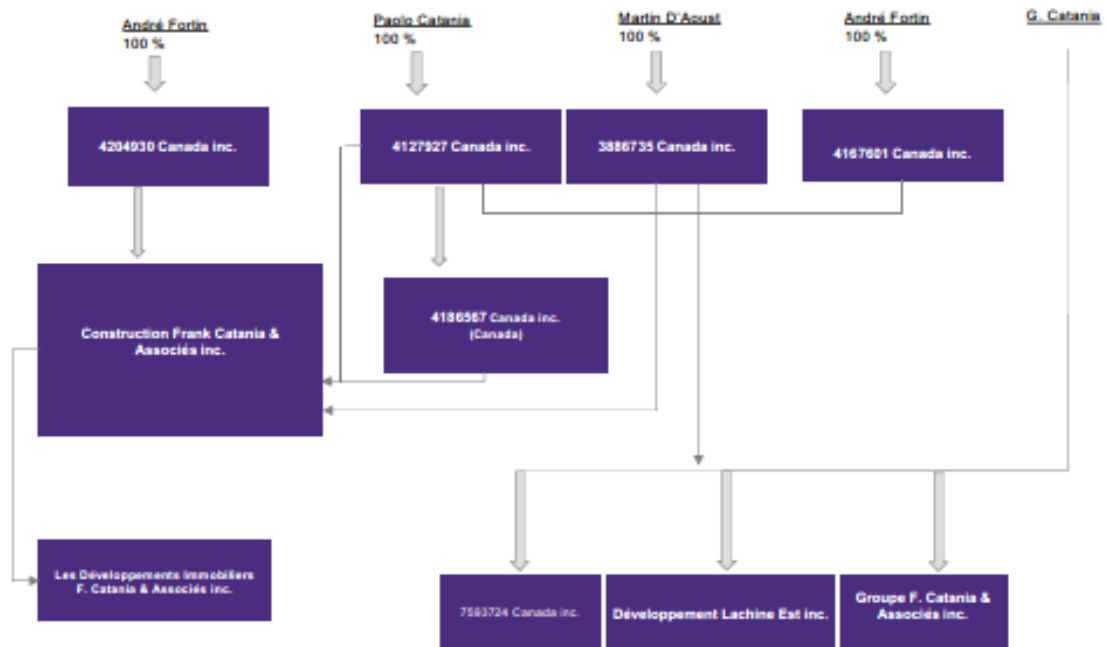 André Fortin
100 %
Paolo Catania
100 %
Martin D'Aoust
100 %
André Fortin
100 %
G. Catania
4204930 Canada inc.
4127927 Canada inc.
3886735 Canada inc.
4167601 Canada inc.
Construction Frank Catania &
Associés inc.
4186567 Canada inc.
(Canada)
Les Développements Immobiliers
F. Catania & Associés inc.
7593724 Canada inc.
Développement Lachine Est inc.
Groupe F. Catania &
Associés inc.